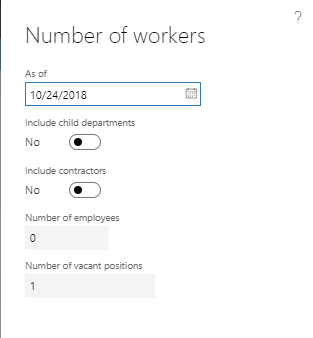 ?
Number of workers
As of
10/24/2018
Include child departments
No
Include contractors
No
Number of employees
0
Number of vacant positions
1